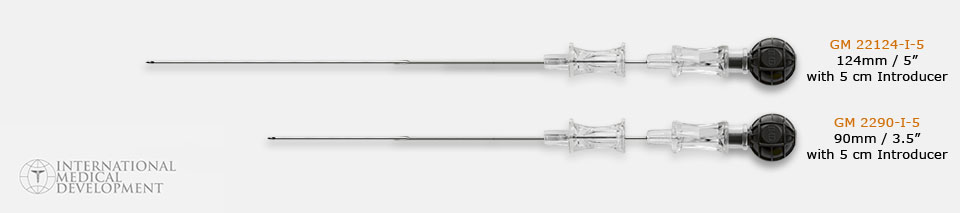 GM 22124-I-5
124mm / 5”
with 5 cm Introducer
GM 2290-I-5
90mm / 3.5”
with 5 cm Introducer
INTERNATIONAL
MEDICAL
DEVELOPMENT